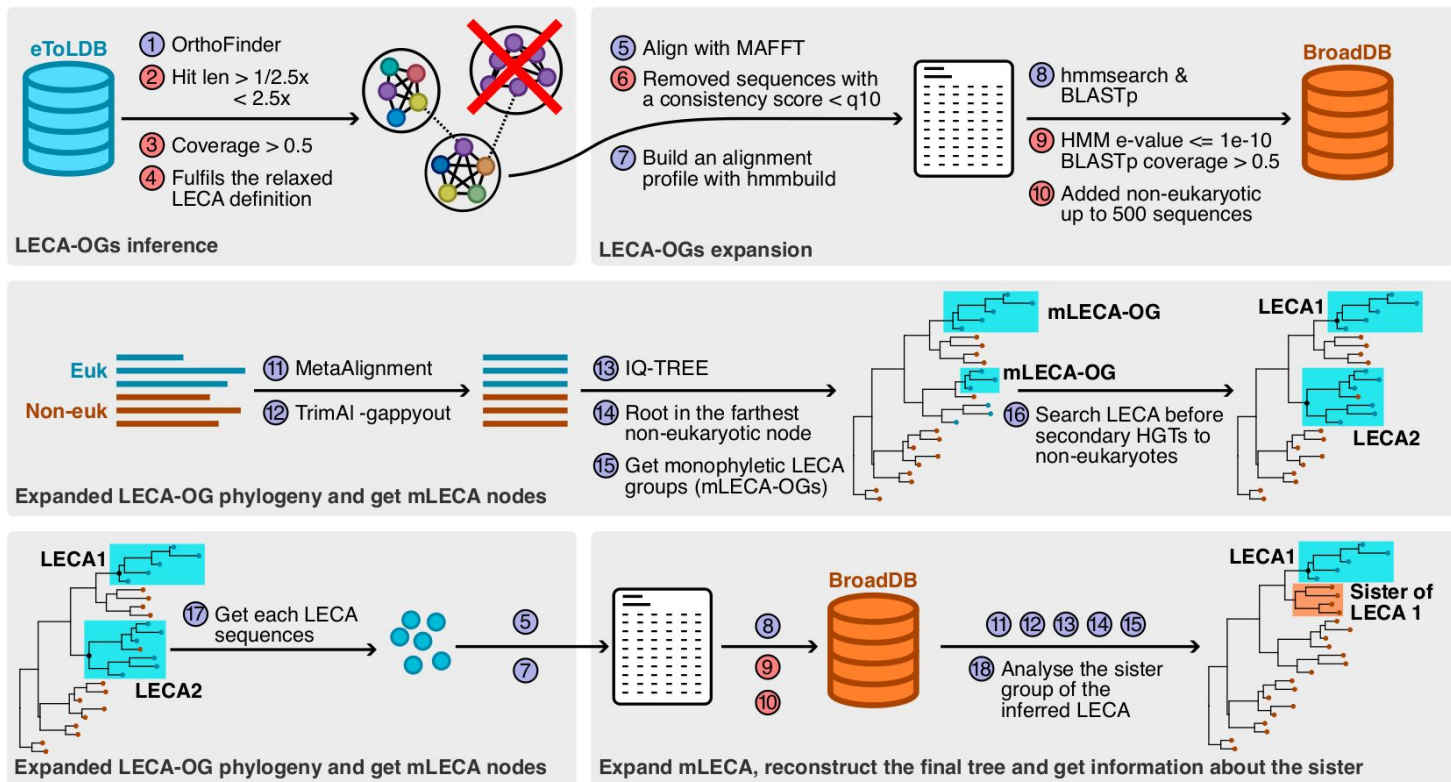 eToLDB
1 OrthoFinder
2 Hit len > 1/2.5x
< 2.5x
3 Coverage > 0.5
4 Fulfils the relaxed
LECA definition
LECA-OGs inference
5 Align with MAFFT
6 Removed sequences with
a consistency score < q10
7 Build an alignment
profile with hmmbuild
8 hmmsearch &
BLASTp
9 HMM e-value <= 1e-10
BLASTp coverage > 0.5
10 Added non-eukaryotic
up to 500 sequences
BroadDB
LECA-OGs expansion
Euk
Non-euk
11 MetaAlignment
12 TrimAl -gappyout
13 IQ-TREE
14 Root in the farthest
non-eukaryotic node
15 Get monophyletic LECA
groups (mLECA-OGs)
mLECA-OG
mLECA-OG
16 Search LECA before
secondary HGTs to
non-eukaryotes
LECA1
LECA2
Expanded LECA-OG phylogeny and get mLECA nodes
LECA1
LECA2
17 Get each LECA
sequences
5
7
Expanded LECA-OG phylogeny and get mLECA nodes
8
9
10
BroadDB
11 12 13 14 15
18 Analyse the sister
group of the
inferred LECA
LECA1
Sister of
LECA 1
Expand mLECA, reconstruct the final tree and get information about the sister